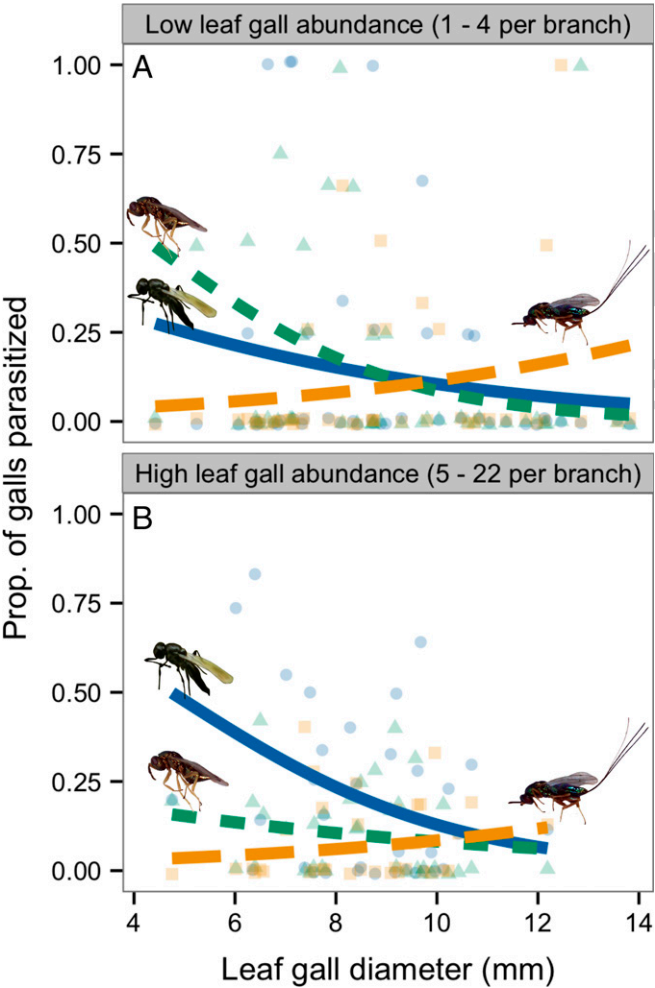 Low leaf gall abundance (1 - 4 per branch)
A
1.00
0.75
0.50
0.25
0.00
High leaf gall abundance (5 - 22 per branch)
B
1.00
0.75
0.50
0.25
0.00
Prop. of galls parasitized
4 6 8 10 12 14
Leaf gall diameter (mm)